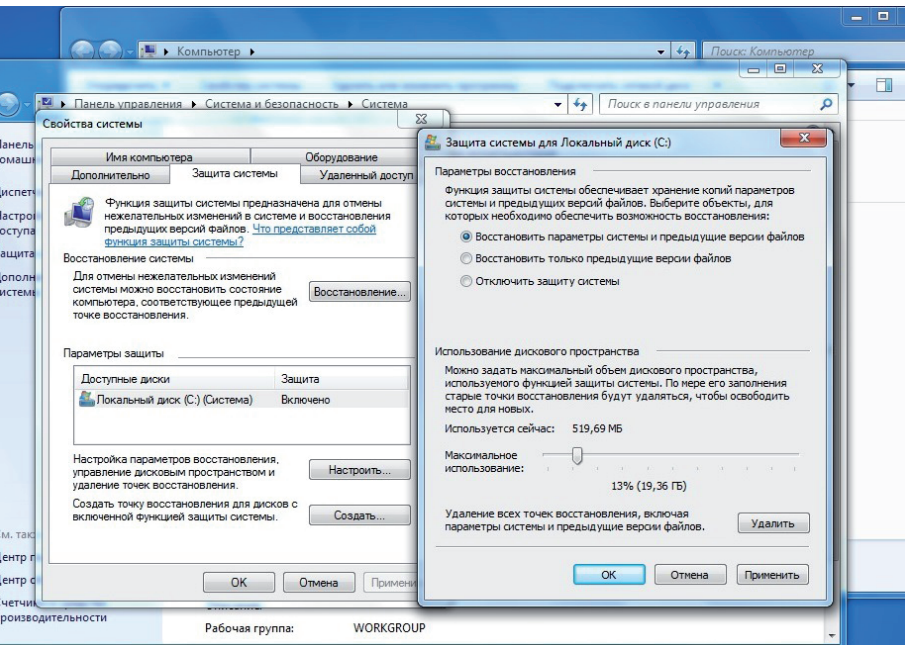 Компьютер
Поиск: Компьютер
Панель управления
Система и безопасность
Система
Поиск в панели управления
Свойства системы
Имя компьютера
Оборудование
Дополнительно
Защита системы
Удаленный доступ
Функция защиты системы предназначена для отмены
нежелательных изменений в системе и восстановления
предыдущих версий файлов. Что представляет собой
функция защиты системы?
Восстановление системы
Для отмены нежелательных изменений
системы можно восстановить состояние
компьютера, соответствующее предыдущей
точке восстановления.
Восстановление...
Параметры защиты
Доступные диски
Защита
Локальный диск (C:) (Система)
Включено
Настройка параметров восстановления,
управление дисковым пространством и
удаление точек восстановления.
Настроить...
Создать точку восстановления для дисков с
включенной функцией защиты системы.
Создать...
ОК
Отмена
Примени
Защита системы для Локальный диск (C:)
Параметры восстановления
Функция защиты системы обеспечивает хранение копий параметров
системы и предыдущих версий файлов. Выберите объекты, для
которых необходимо обеспечить возможность восстановления:
Восстановить параметры системы и предыдущие версии файлов
Восстановить только предыдущие версии файлов
Отключить защиту системы
Использование дискового пространства
Можно задать максимальный объем дискового пространства,
используемого функцией защиты системы. По мере его заполнения
старые точки восстановления будут удаляться, чтобы освободить
место для новых.
Используется сейчас: 519,69 МБ
Максимальное
использование:
13% (19,36 ГБ)
Удаление всех точек восстановления, включая
параметры системы и предыдущие версии файлов.
Удалить
ОК
Отмена
Применить
роизводительности
Рабочая группа:
WORKGROUP